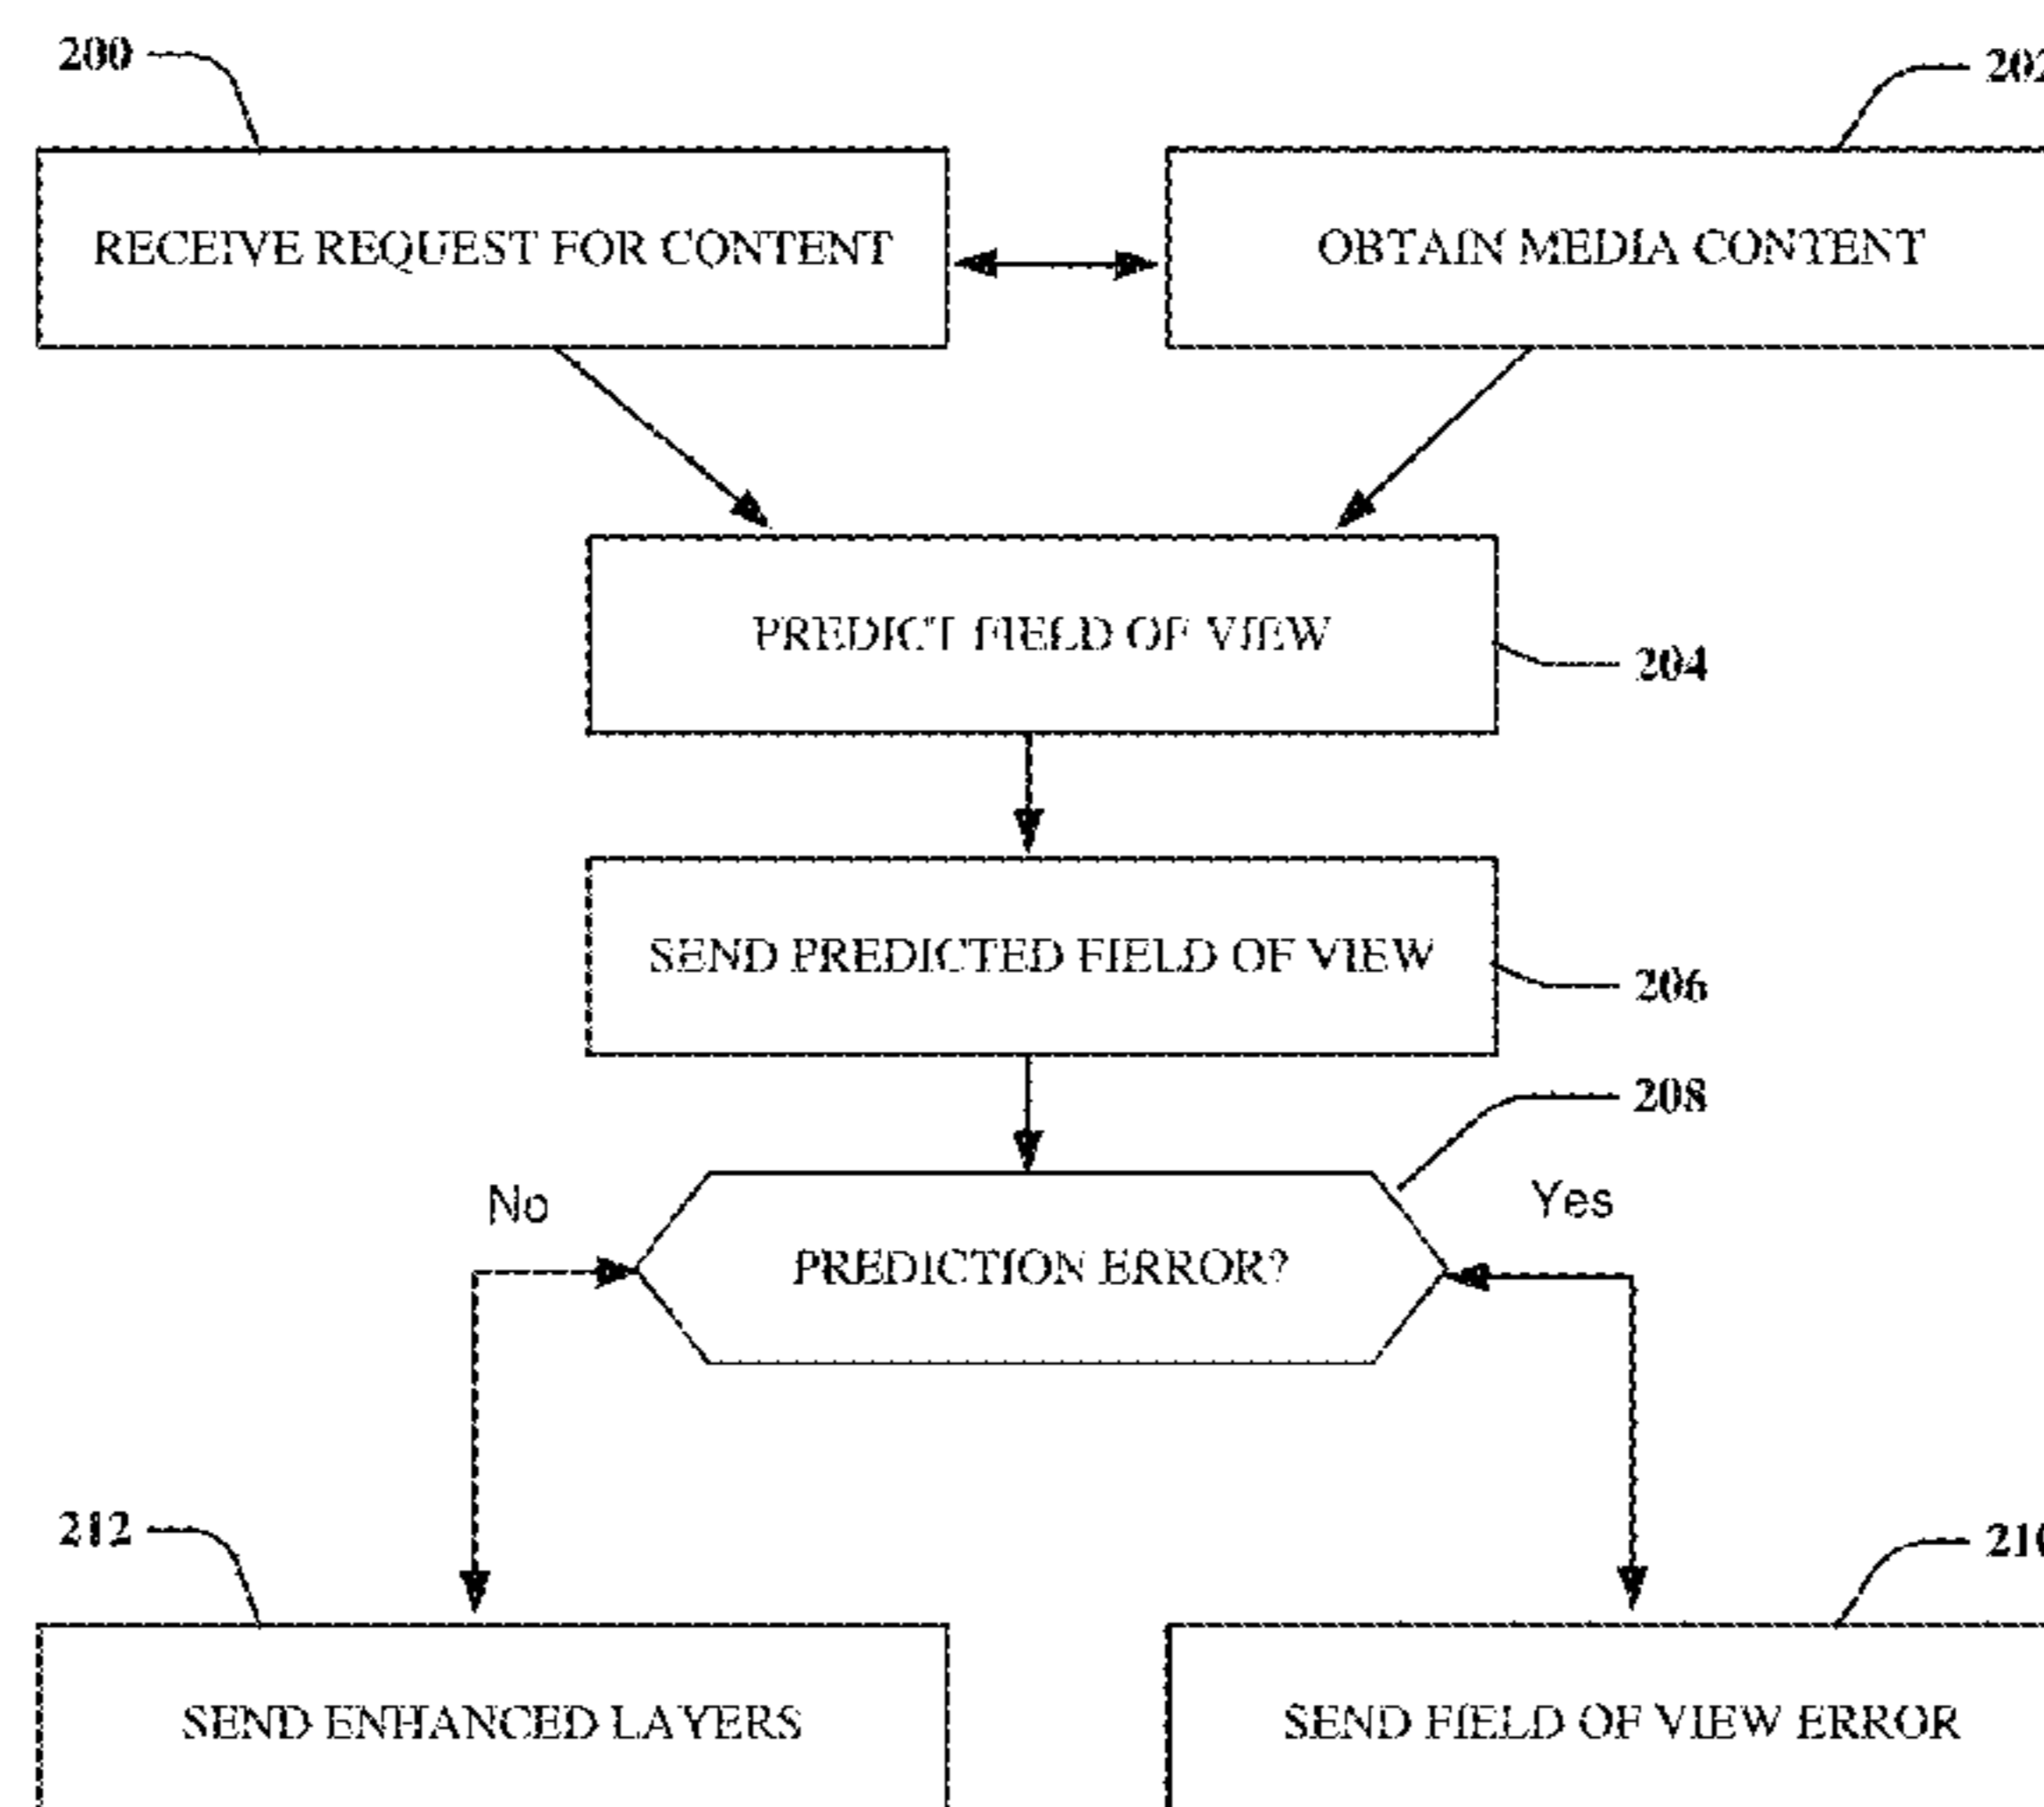 200
202
RECEIVE REQUEST FOR CONTENT
OBTAIN MEDIA CONTENT
PREDICT FIELD OF VIEW
204
SEND PREDICTED FIELD OF VIEW
206
208
No
Yes
PREDICTION ERROR?
212
210
SEND ENHANCED LAYERS
SEND FIELD OF VIEW ERROR